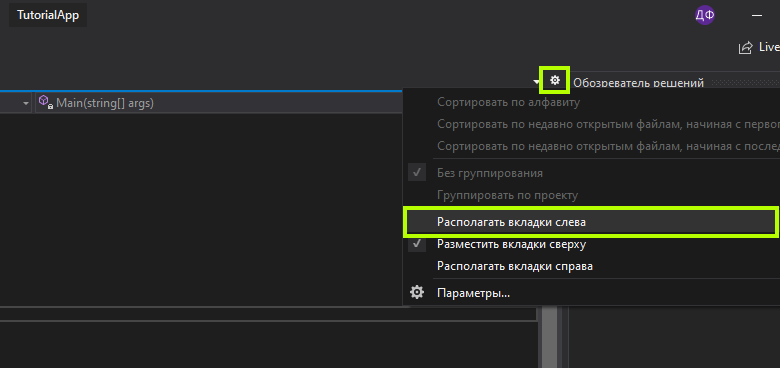 TutorialApp
ДФ
Live
Обозреватель решений
Main(string[] args)
Сортировать по алфавиту
Сортировать по недавно открытым файлам, начиная с первог
Сортировать по недавно открытым файлам, начиная с послед
Без группирования
Группировать по проекту
Располагать вкладки слева
Разместить вкладки сверху
Располагать вкладки справа
Параметры...